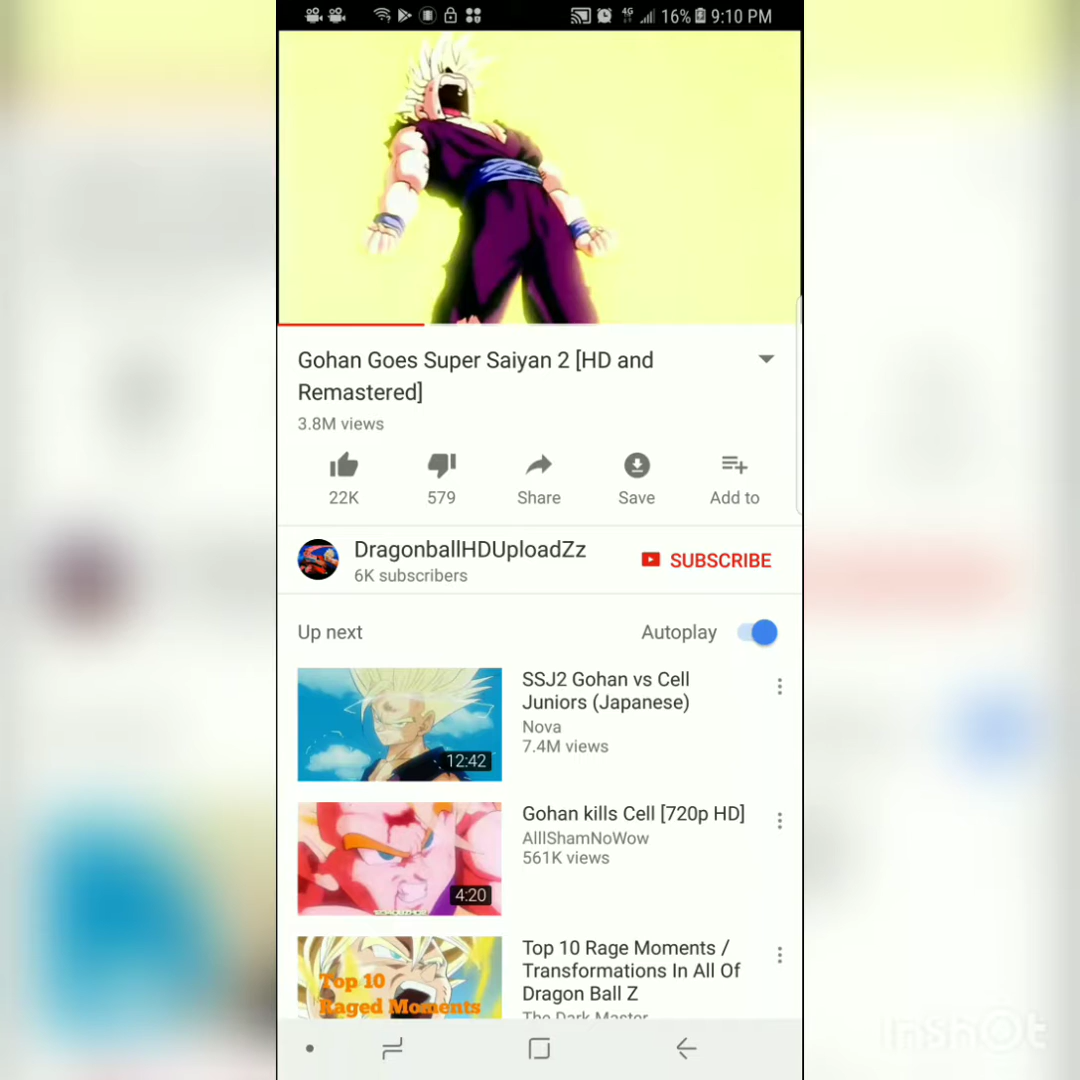 4G 16% 9:10 PM
Gohan Goes Super Saiyan 2 [HD and
Remastered]
3.8M views
22K 579 Share Save Add to
DragonballHDUploadZz
6K subscribers
SUBSCRIBE
Up next Autoplay
SSJ2 Gohan vs Cell
Juniors (Japanese)
Nova
7.4M views
12:42
Gohan kills Cell [720p HD]
AlllShamNoWow
561K views
4:20
Top 10 Rage Moments /
Transformations In All Of
Dragon Ball Z
The Dark Master
Top 10
Raged Moments
InShOt